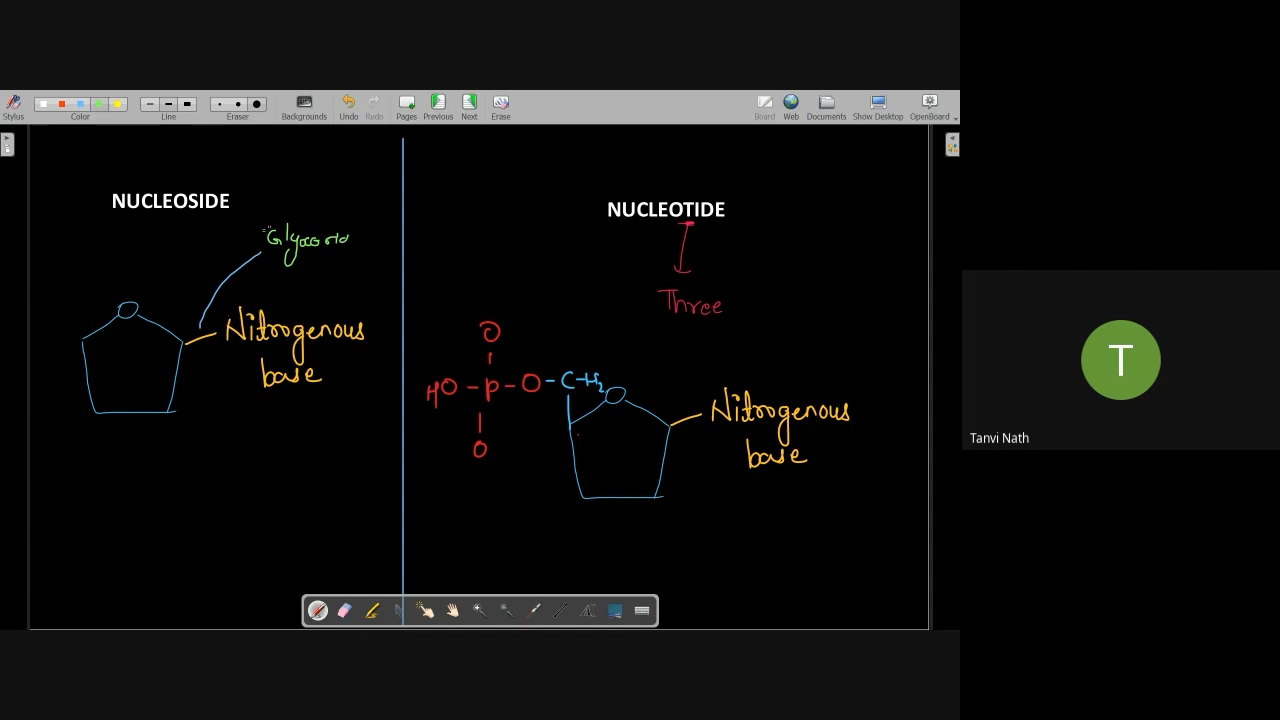 Stylus
Color
Line
Eraser
Backgrounds
Undo
Redo
Pages
Previous
Next
Erase
Board
Web
Documents
Show Desktop
OpenBoard
NUCLEOSIDE
NUCLEOTIDE
Three
Nitrogenous
base
O
HO-P-O-CH2
O
O
O
Nitrogenous
base
T
Tanvi Nath